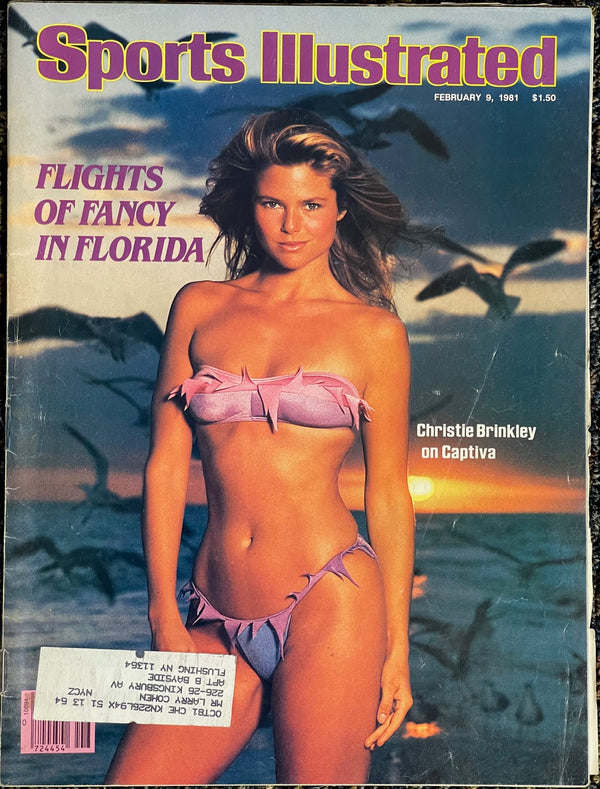 Sports Illustrated
FEBRUARY 9, 1981 $1.50
FLIGHTS
OF FANCY
IN FLORIDA
Christie Brinkley
on Captiva
OCT81 CHE KN226L94X 51 13 54
MR LARRY COHEN NYCZ
226-26 KINGSBURY AV
APT B BAYSIDE
FLUSHING NY 11364
724454